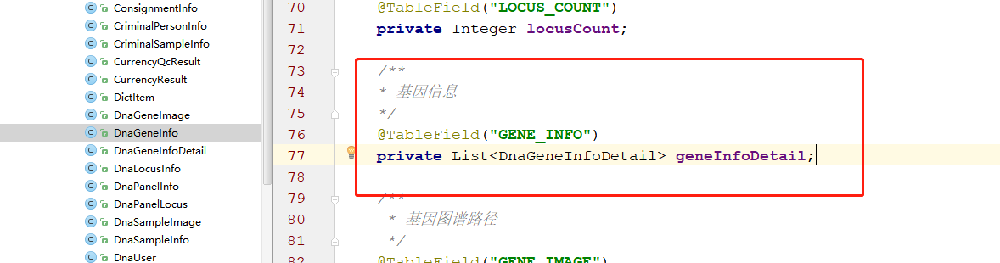 ConsignmentInfo
CriminalPersonInfo
CriminalSampleInfo
CurrencyQcResult
CurrencyResult
DictItem
DnaGeneImage
DnaGeneInfo
DnaGeneInfoDetail
DnaLocusInfo
DnaPanelInfo
DnaPanelLocus
DnaSampleImage
DnaSampleInfo
DnaUser
70 @TableField("LOCUS_COUNT")
71 private Integer locusCount;
72
73 /**
74 * 基因信息
75 */
76 @TableField("GENE_INFO")
77 private List<DnaGeneInfoDetail> geneInfoDetail;
78
79 /**
80 * 基因图谱路径
81 */
82 @TableField("GENE_IMAGE")